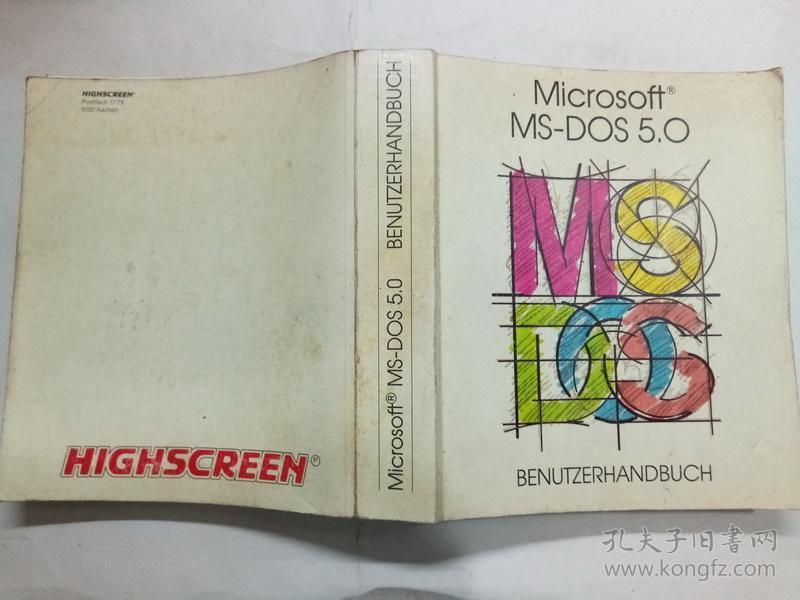 HIGHSCREEN®
Postfach 17 78
5100 Aachen
HIGHSCREEN®
Microsoft® MS-DOS 5.0 BENUTZERHANDBUCH
Microsoft®
MS-DOS 5.0
MS
DOS
BENUTZERHANDBUCH
孔夫子旧书网
www.kongfz.com